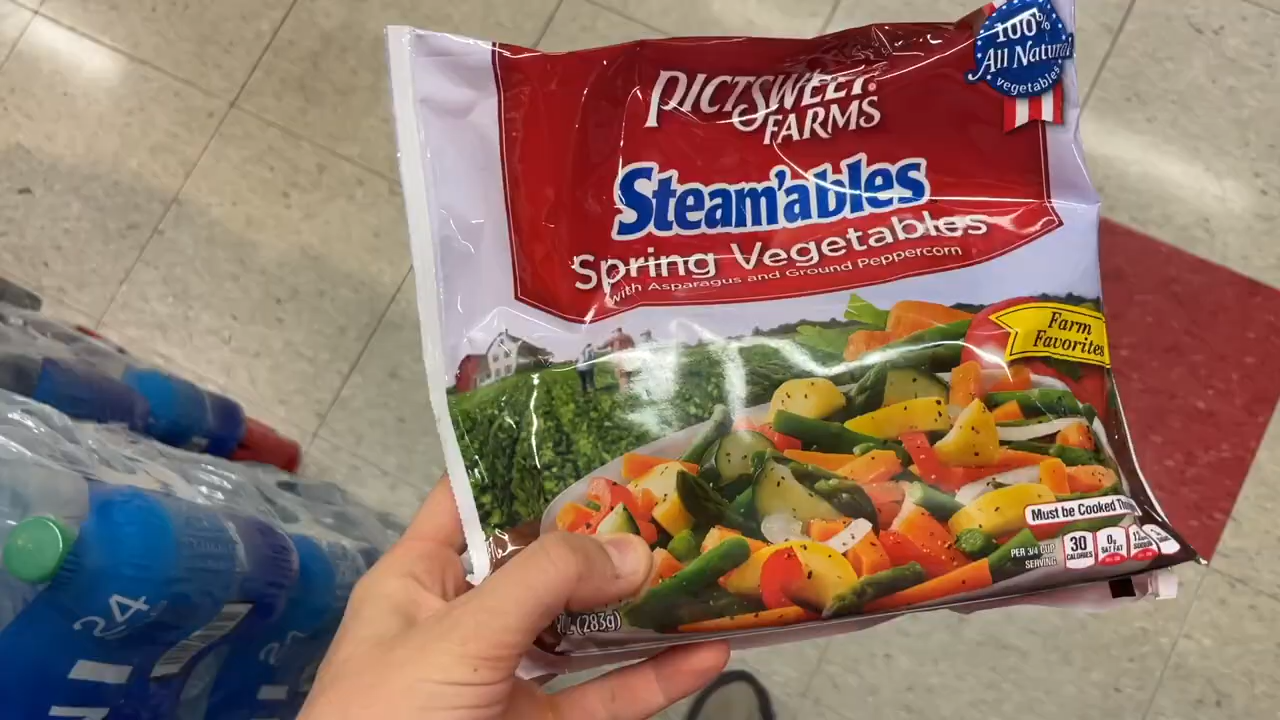 100%
All Natural
vegetables
PICTSWEET
FARMS
Steam'ables
Spring Vegetables
with Asparagus and Ground Peppercorn
Farm
Favorites
Must be Cooked
PER 3/4 CUP
SERVING
30
CALORIES
0g
SAT FAT
(283g)
24